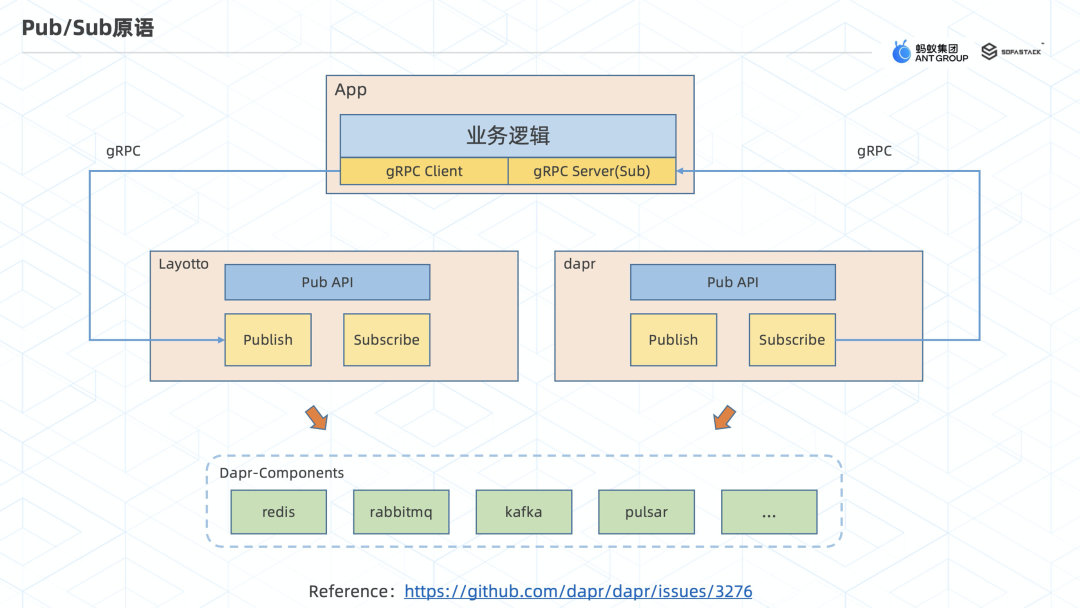 Pub/Sub原语
蚂蚁集团
ANT GROUP
SOFASTACK
App
业务逻辑
gRPC
gRPC
gRPC Client
gRPC Server(Sub)
Layotto
dapr
Pub API
Pub API
Publish
Subscribe
Publish
Subscribe
Dapr-Components
redis
rabbitmq
kafka
pulsar
...
Reference：https://github.com/dapr/dapr/issues/3276